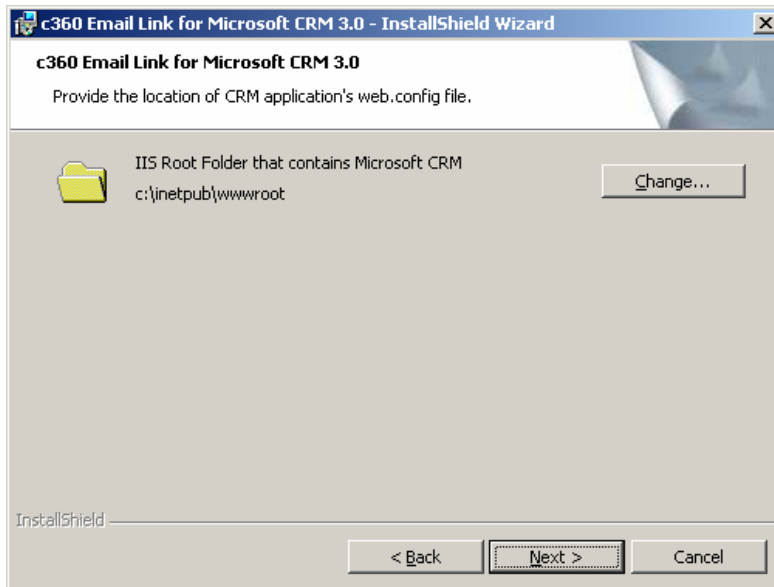 c360 Email Link for Microsoft CRM 3.0 - InstallShield Wizard
c360 Email Link for Microsoft CRM 3.0
Provide the location of CRM application's web.config file.
IIS Root Folder that contains Microsoft CRM
c:\inetpub\wwwroot
Change...
InstallShield
< Back
Next >
Cancel